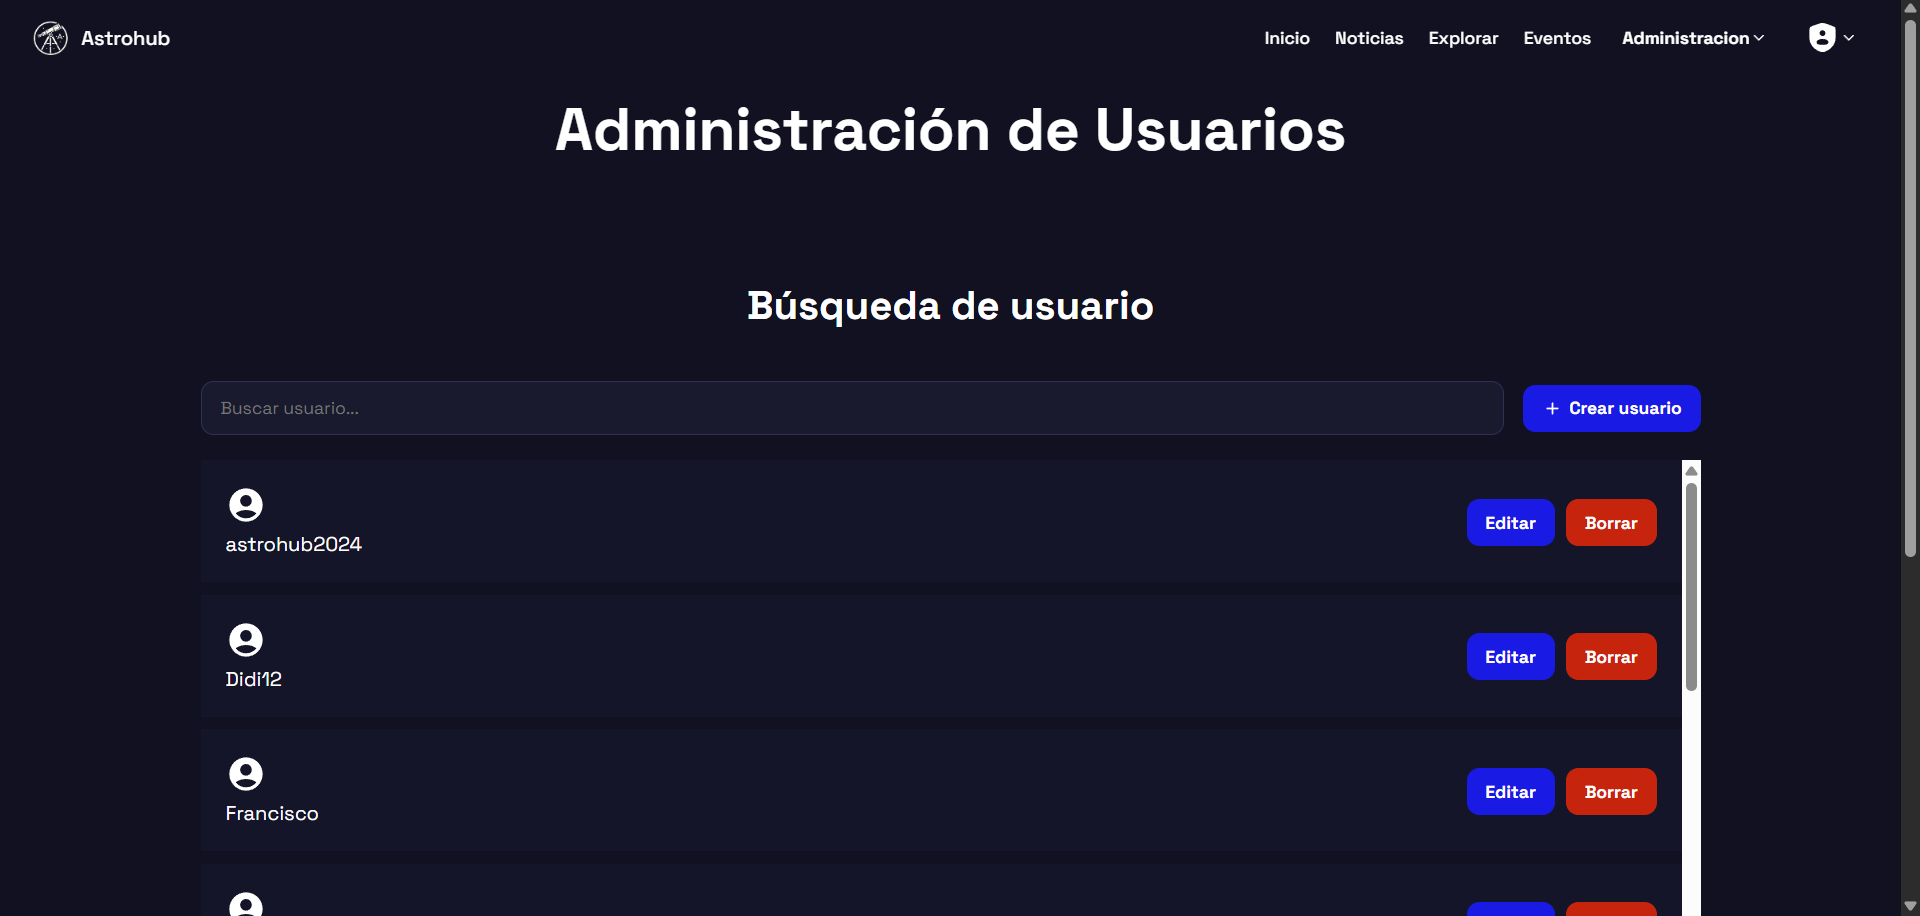 Astrohub
Inicio Noticias Explorar Eventos Administracion
Administración de Usuarios
Búsqueda de usuario
Buscar usuario...
+ Crear usuario
astrohub2024
Editar Borrar
Didi12
Editar Borrar
Francisco
Editar Borrar